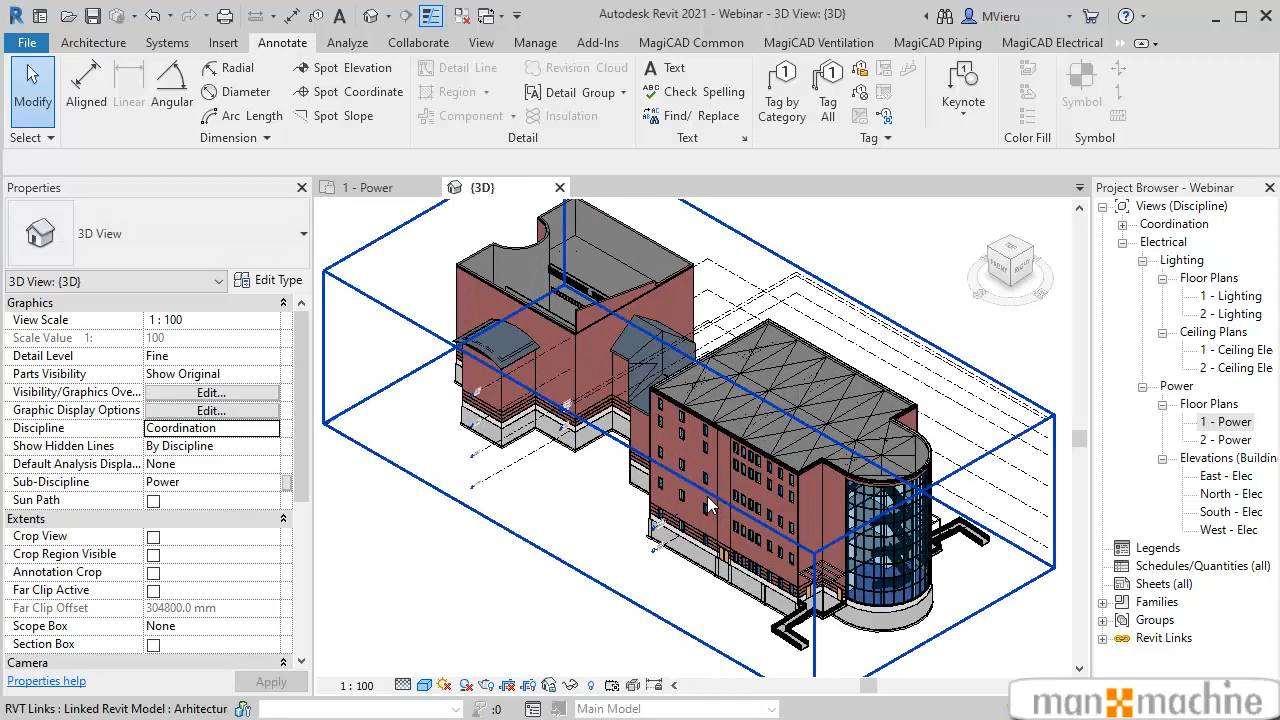 Autodesk Revit 2021 - Webinar - 3D View: {3D}
MVieru
File Architecture Systems Insert Annotate Analyze Collaborate View Manage Add-Ins MagiCAD Common MagiCAD Ventilation MagiCAD Piping MagiCAD Electrical
Modify
Select
Aligned
Linear
Angular
Radial
Diameter
Arc Length
Spot Elevation
Spot Coordinate
Spot Slope
Dimension
Detail Line
Region
Component
Revision Cloud
Detail Group
Insulation
Detail
Text
Check Spelling
Find/ Replace
Text
Tag by
Category
Tag
All
Tag
Keynote
Color Fill
Symbol
Symbol
Properties
3D View
3D View: {3D}
Edit Type
Graphics
View Scale 1 : 100
Scale Value 1: 100
Detail Level Fine
Parts Visibility Show Original
Visibility/Graphics Ove... Edit...
Graphic Display Options Edit...
Discipline Coordination
Show Hidden Lines By Discipline
Default Analysis Displa... None
Sub-Discipline Power
Sun Path
Extents
Crop View
Crop Region Visible
Annotation Crop
Far Clip Active
Far Clip Offset 304800.0 mm
Scope Box None
Section Box
Camera
Properties help
Apply
1 - Power
{3D}
TOP
FRONT
RIGHT
1 : 100
Project Browser - Webinar
Views (Discipline)
Coordination
Electrical
Lighting
Floor Plans
1 - Lighting
2 - Lighting
Ceiling Plans
1 - Ceiling Ele
2 - Ceiling Ele
Power
Floor Plans
1 - Power
2 - Power
Elevations (Building
East - Elec
North - Elec
South - Elec
West - Elec
Legends
Schedules/Quantities (all)
Sheets (all)
Families
Groups
Revit Links
RVT Links : Linked Revit Model : Arhitectur
:0
Main Model
man machine